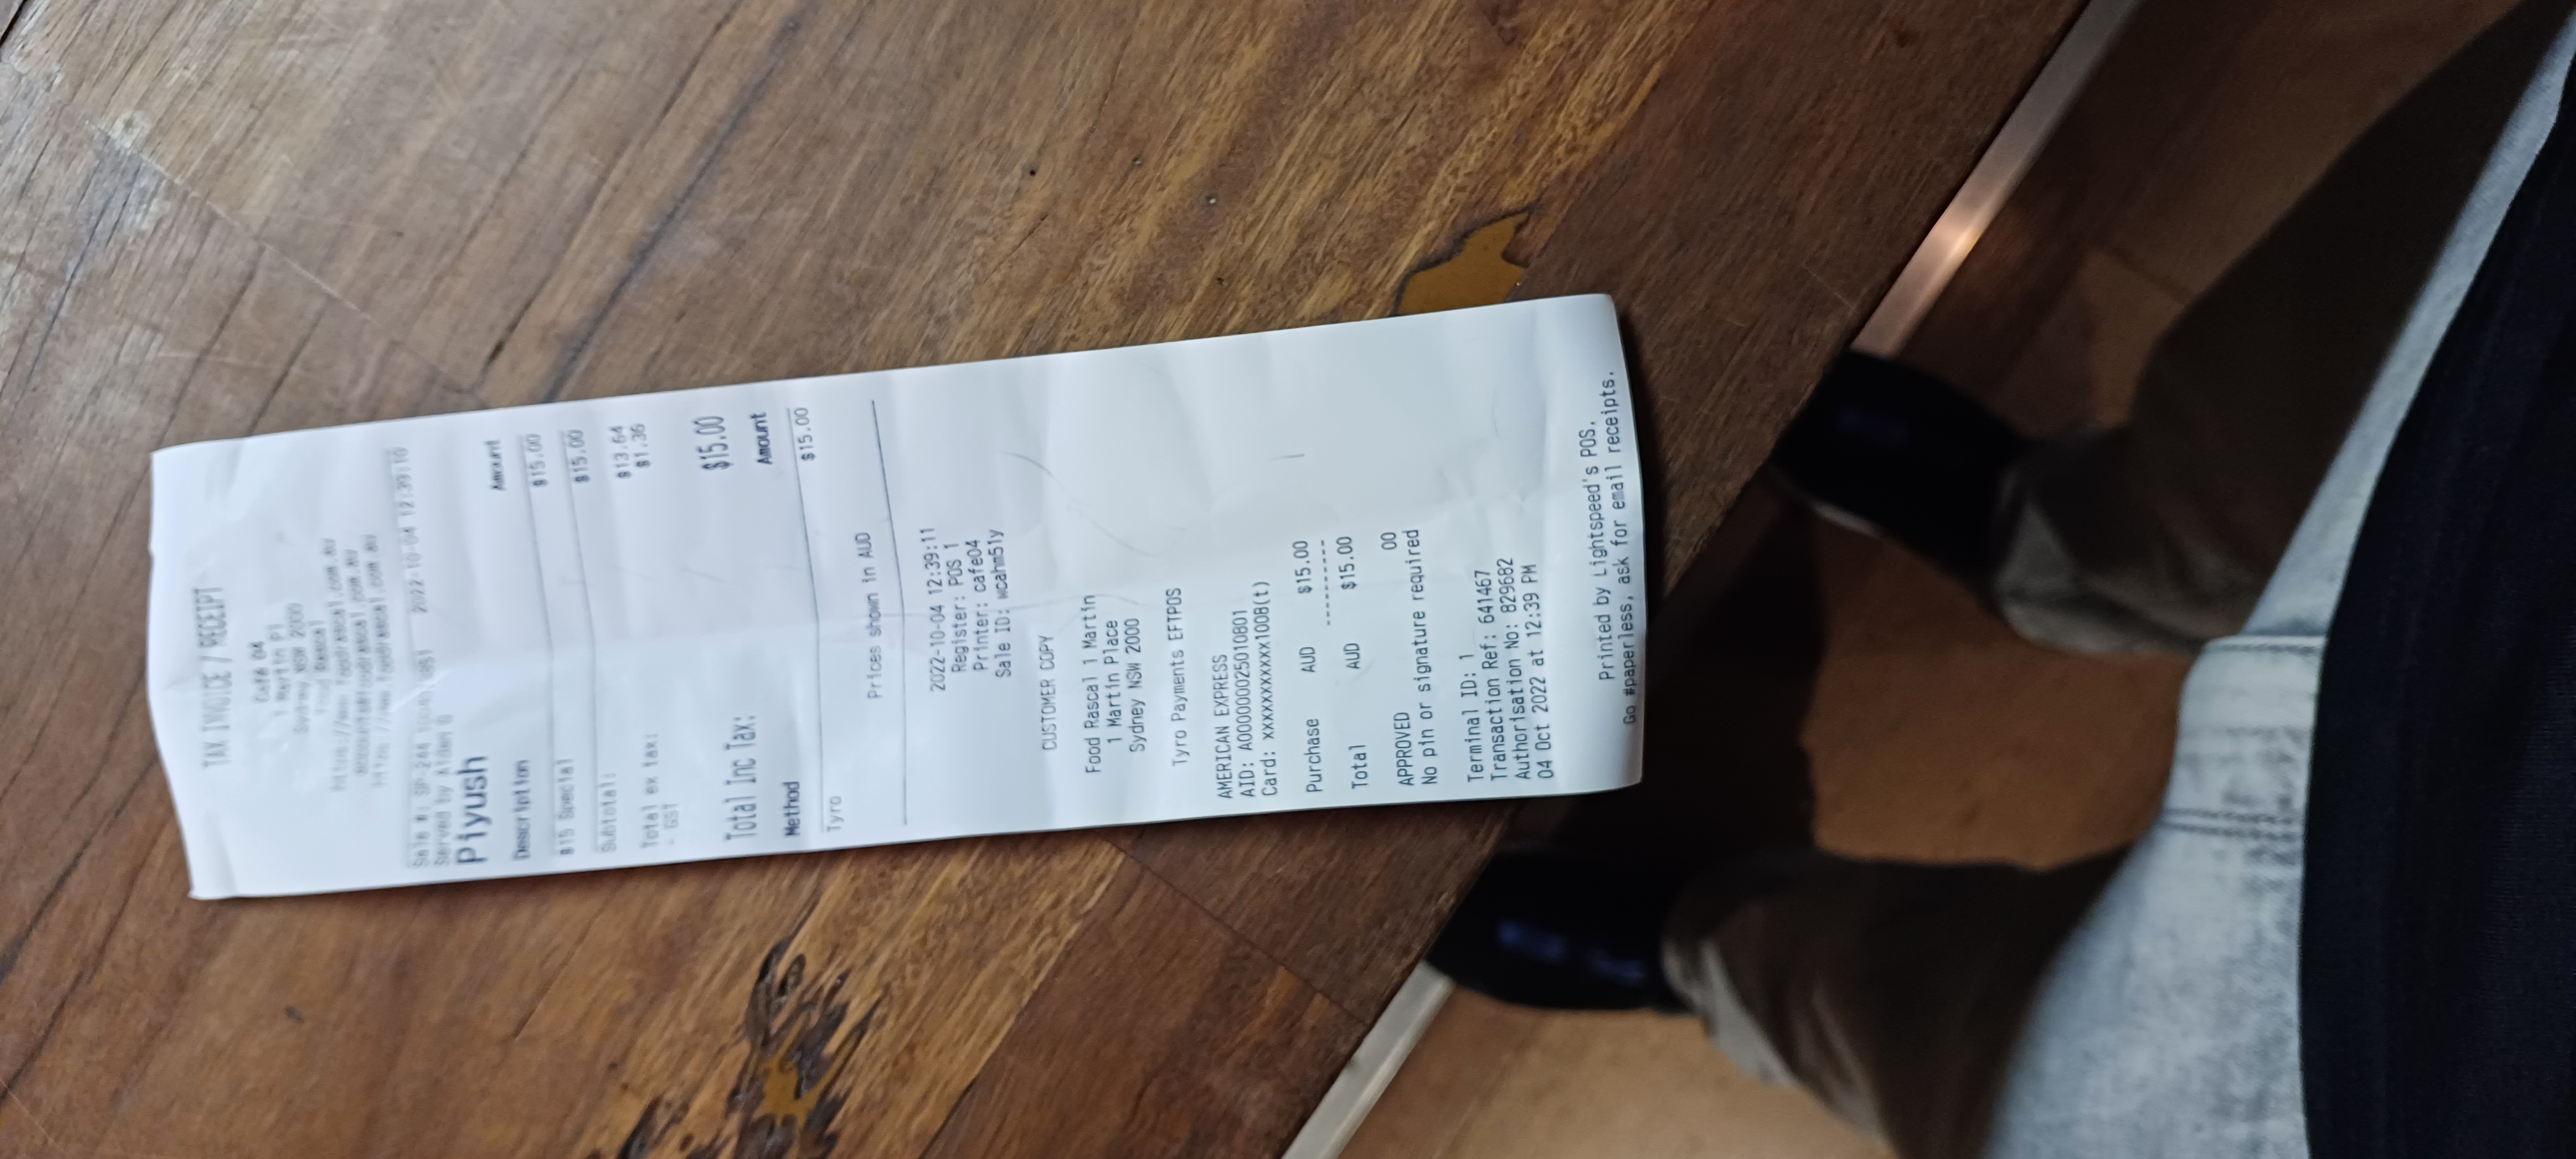 TAX INVOICE / RECEIPT
Café 04
1 Martin Pl
Sydney NSW 2000
Food Rascal
https://www.foodrascal.com.au
accounts@foodrascal.com.au
https://www.foodrascal.com.au
Sale #: SP-244 2022-10-04 12:39:10
Served by Aidan G
Piyush
Description Amount
$15 Special $15.00
Subtotal: $15.00
Total ex tax: $13.64
- GST $1.36
Total Inc Tax: $15.00
Method Amount
Tyro $15.00
Prices shown in AUD
2022-10-04 12:39:11
Register: POS 1
Printer: cafe04
Sale ID: wcahm51y
CUSTOMER COPY
Food Rascal 1 Martin
1 Martin Place
Sydney NSW 2000
Tyro Payments EFTPOS
AMERICAN EXPRESS
AID: A000000025010801
Card: xxxxxxxxxxx1008(t)
Purchase AUD $15.00
----------
Total AUD $15.00
APPROVED 00
No pin or signature required
Terminal ID: 1
Transaction Ref: 641467
Authorisation No: 829682
04 Oct 2022 at 12:39 PM
Printed by Lightspeed's POS.
Go #paperless, ask for email receipts.